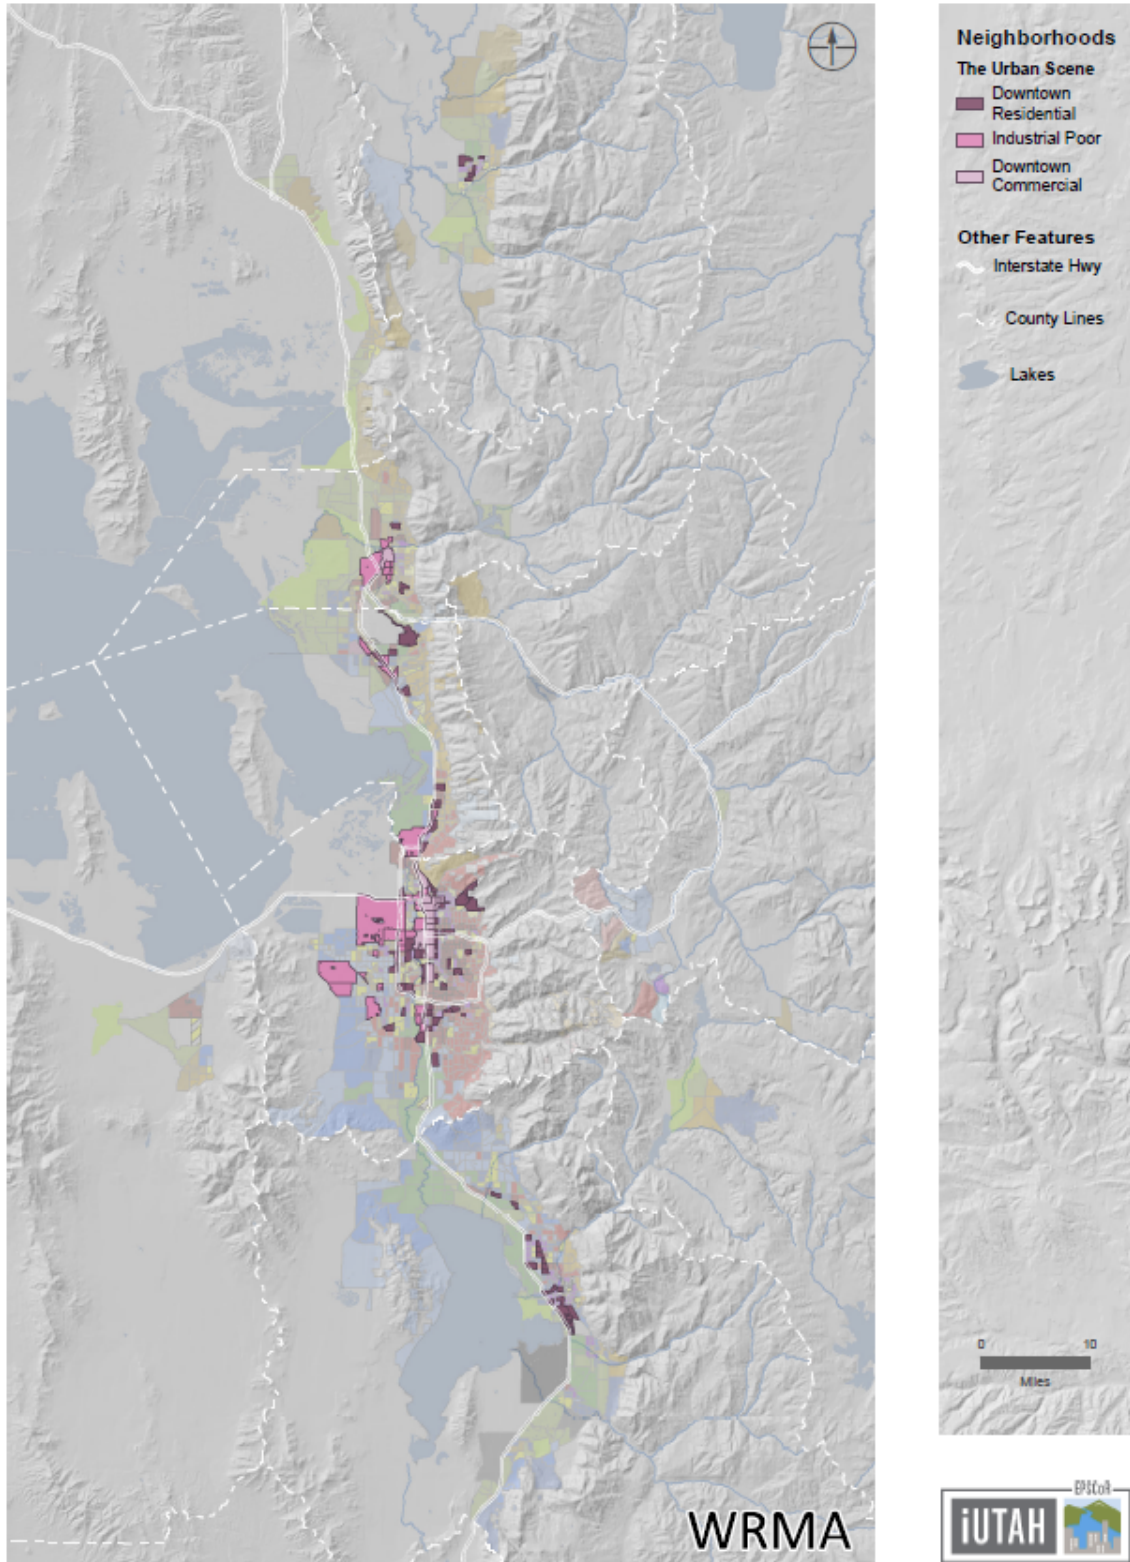 Neighborhoods
The Urban Scene
Downtown
Residential
Industrial Poor
Downtown
Commercial
Other Features
Interstate Hwy
County Lines
Lakes
0 10
Miles
WRMA
EPSCoR
iUTAH